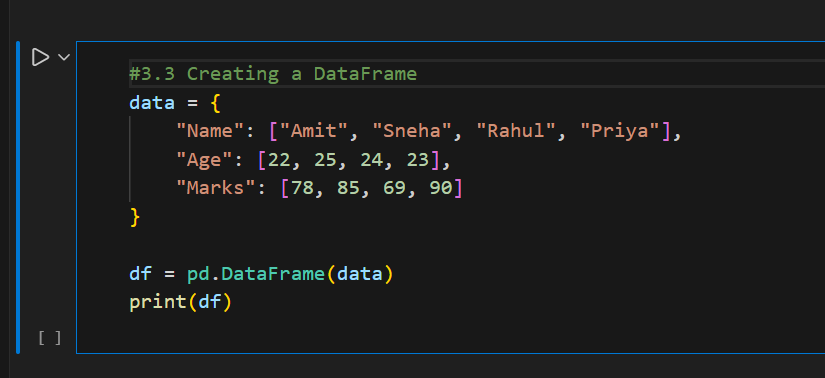 #3.3 Creating a DataFrame
data = {
    "Name": ["Amit", "Sneha", "Rahul", "Priya"],
    "Age": [22, 25, 24, 23],
    "Marks": [78, 85, 69, 90]
}
df = pd.DataFrame(data)
print(df)
[ ]